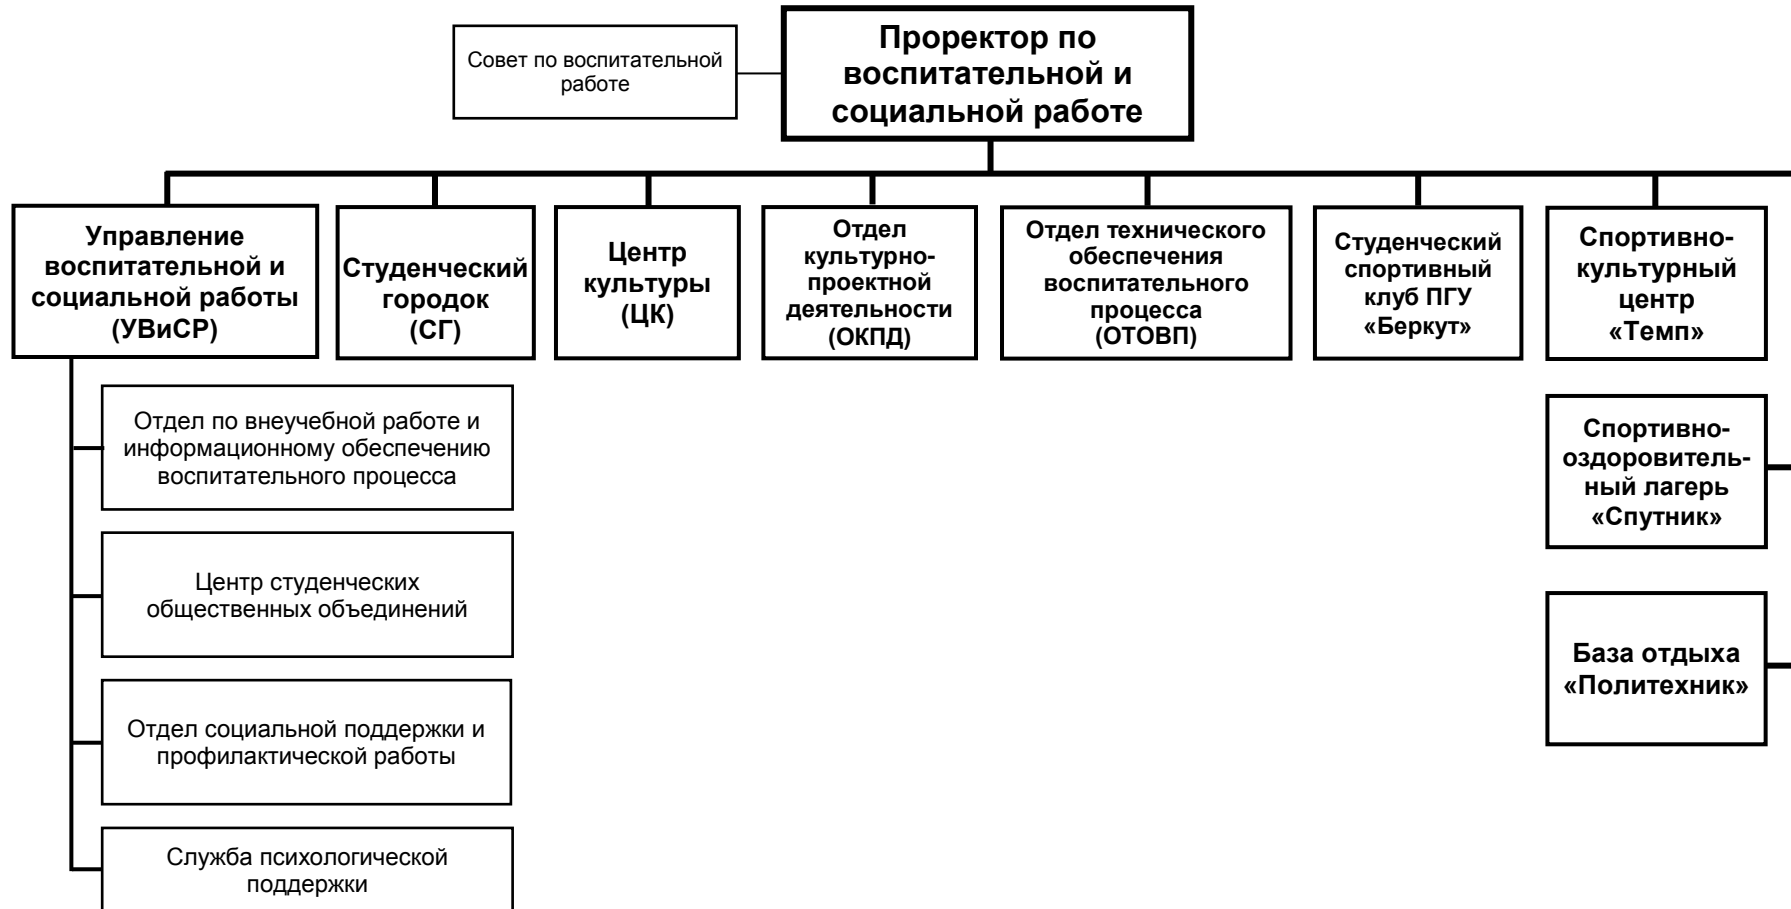 Совет по воспитательной
работе
Проректор по
воспитательной и
социальной работе
Управление
воспитательной и
социальной работы
(УВиСР)
Студенческий
городок
(СГ)
Центр
культуры
(ЦК)
Отдел
культурно-
проектной
деятельности
(ОКПД)
Отдел технического
обеспечения
воспитательного
процесса
(ОТОВП)
Студенческий
спортивный
клуб ПГУ
«Беркут»
Спортивно-
культурный
центр
«Темп»
Отдел по внеучебной работе и
информационному обеспечению
воспитательного процесса
Центр студенческих
общественных объединений
Отдел социальной поддержки и
профилактической работы
Служба психологической
поддержки
Спортивно-
оздоровитель-
ный лагерь
«Спутник»
База отдыха
«Политехник»